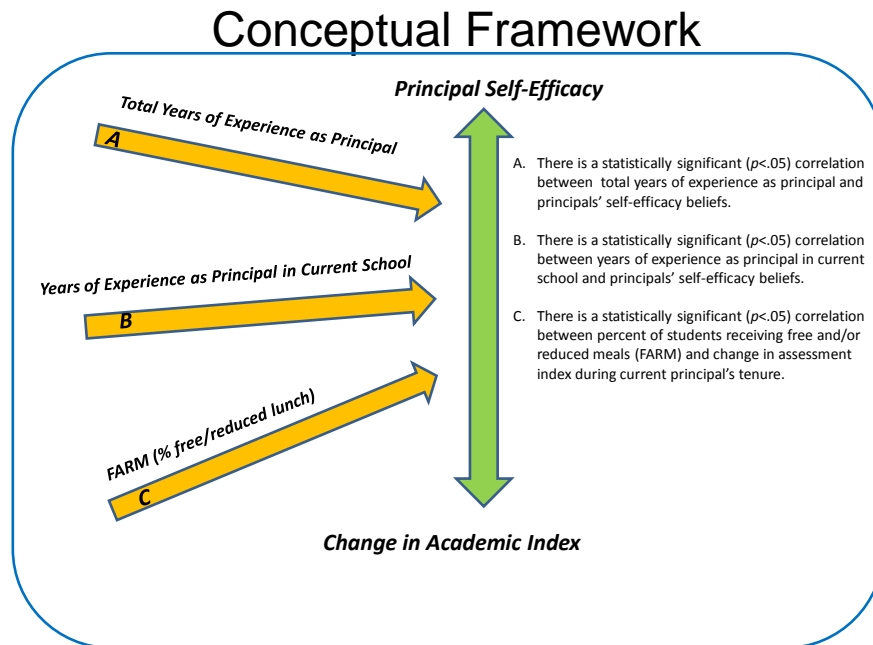 Conceptual Framework
Principal Self-Efficacy
Total Years of Experience as Principal
A
Years of Experience as Principal in Current School
B
FARM (% free/reduced lunch)
C
A. There is a statistically significant (p<.05) correlation
between total years of experience as principal and
principals’ self-efficacy beliefs.
B. There is a statistically significant (p<.05) correlation
between years of experience as principal in current
school and principals’ self-efficacy beliefs.
C. There is a statistically significant (p<.05) correlation
between percent of students receiving free and/or
reduced meals (FARM) and change in assessment
index during current principal’s tenure.
Change in Academic Index